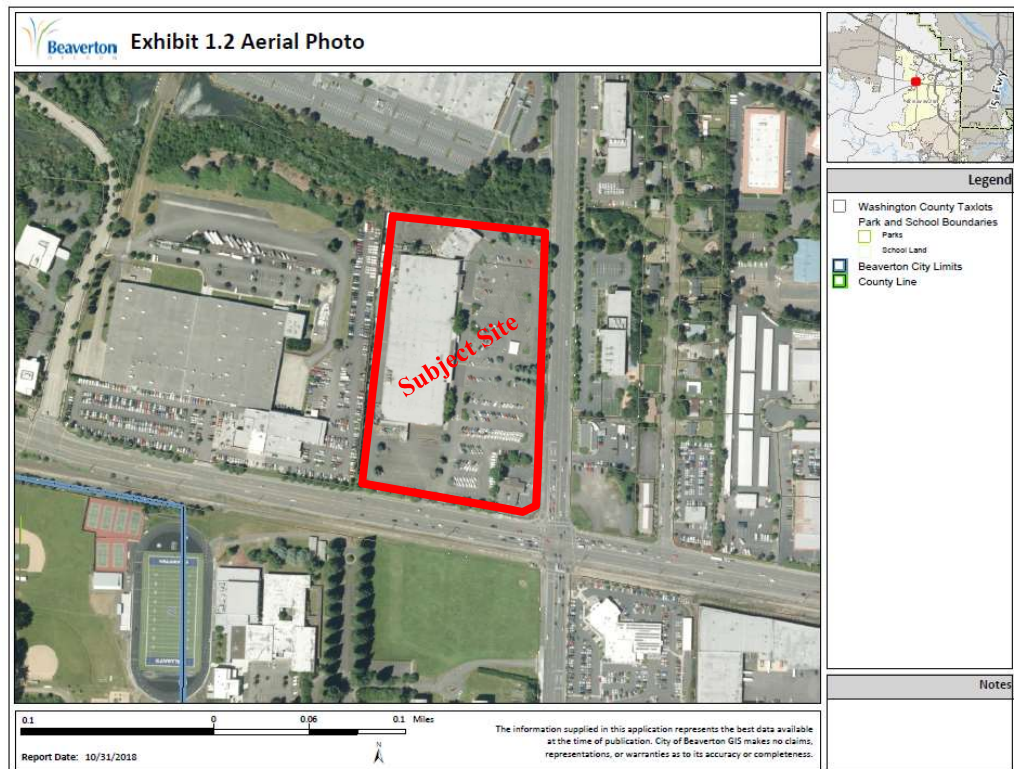 Beaverton
OREGON
Exhibit 1.2 Aerial Photo
Subject Site
BEAVERTON
5 Fwy
Legend
Washington County Taxlots
Park and School Boundaries
Parks
School Land
Beaverton City Limits
County Line
Notes
0.1 0 0.06 0.1 Miles
Report Date: 10/31/2018
N
The information supplied in this application represents the best data available
at the time of publication. City of Beaverton GIS makes no claims,
representations, or warranties as to its accuracy or completeness.